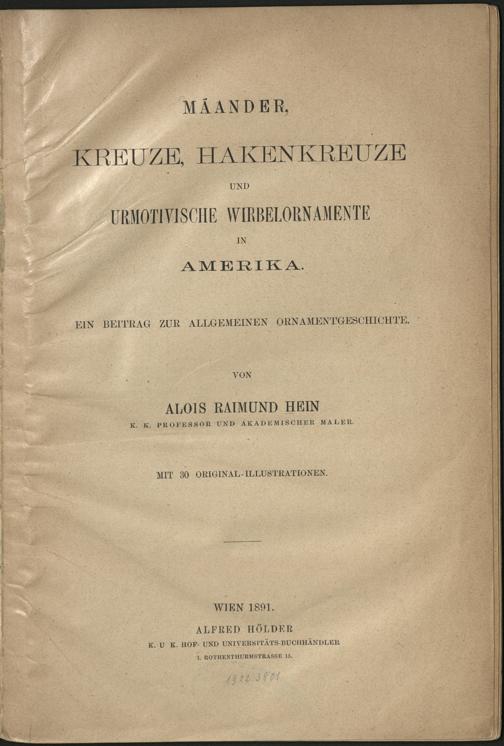 MÄANDER,
KREUZE, HAKENKREUZE
UND
URMOTIVISCHE WIRBELORNAMENTE
IN
AMERIKA.
EIN BEITRAG ZUR ALLGEMEINEN ORNAMENTGESCHICHTE.
VON
ALOIS RAIMUND HEIN
K. K. PROFESSOR UND AKADEMISCHER MALER.
MIT 30 ORIGINAL-ILLUSTRATIONEN.
WIEN 1891.
ALFRED HÖLDER
K. U K. HOF- UND UNIVERSITÄTS-BUCHHÄNDLER
I. ROTHENTHURMSTRASSE 15.